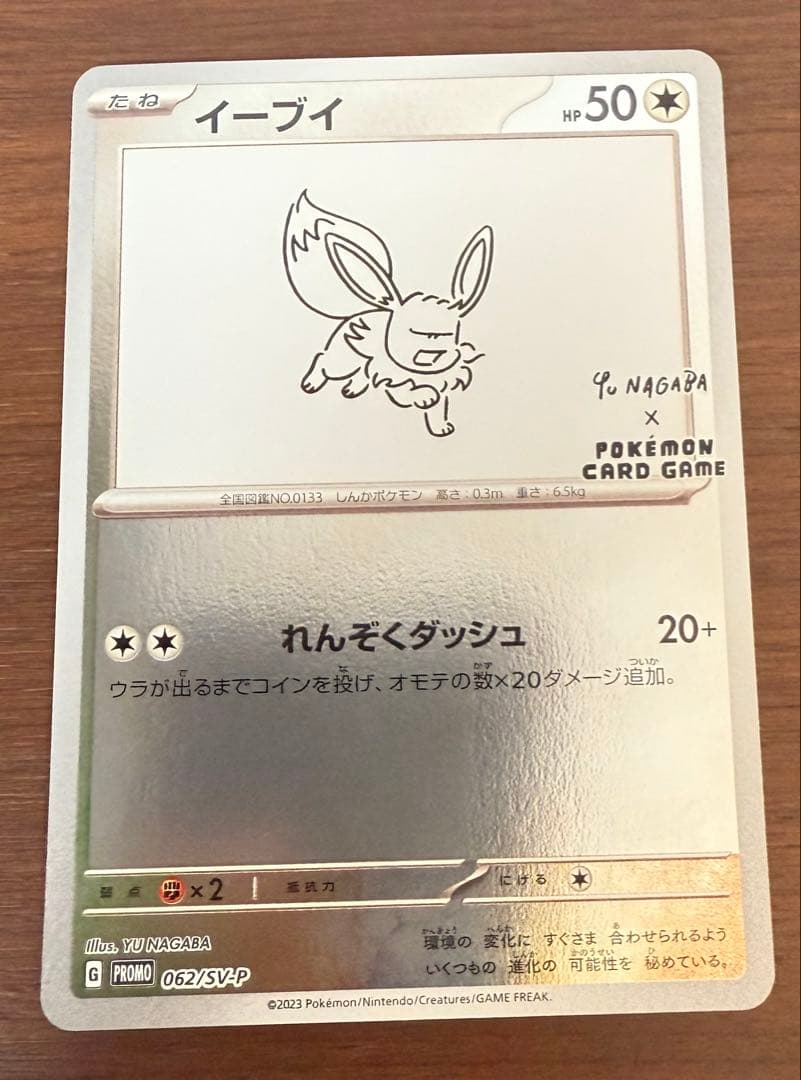 たね イーブイ HP50
YU NAGABA
×
POKÉMON
CARD GAME
全国図鑑NO.0133 しんかポケモン 高さ：0.3m 重さ：6.5kg
れんぞくダッシュ 20+
ウラが出るまでコインを投げ、オモテの数×20ダメージ追加。
弱点 ×2 抵抗力 にげる
Illus. YU NAGABA
G PROMO 062/SV-P
環境の 変化に すぐさま 合わせられるよう
いくつもの 進化の 可能性を 秘めている。
©2023 Pokémon/Nintendo/Creatures/GAME FREAK.